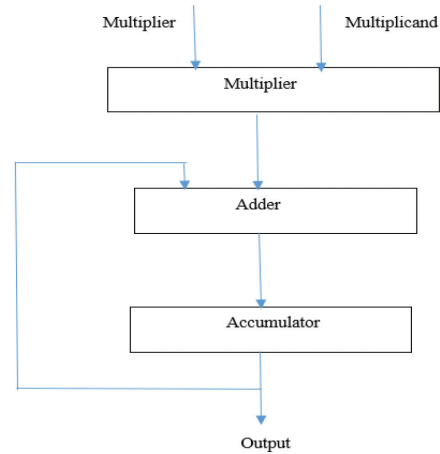 Multiplier Multiplicand
Multiplier
Adder
Accumulator
Output